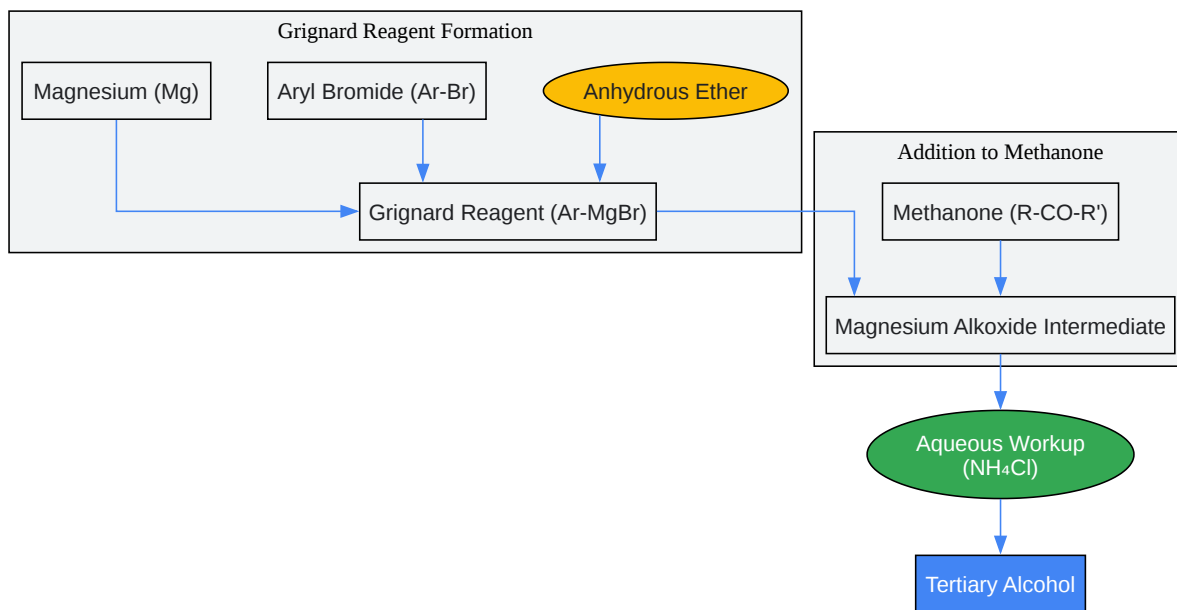 Grignard Reagent Formation
Magnesium (Mg)
Aryl Bromide (Ar-Br)
Anhydrous Ether
Grignard Reagent (Ar-MgBr)
Addition to Methanone
Methanone (R-CO-R')
Magnesium Alkoxide Intermediate
Aqueous Workup
(NH₄Cl)
Tertiary Alcohol